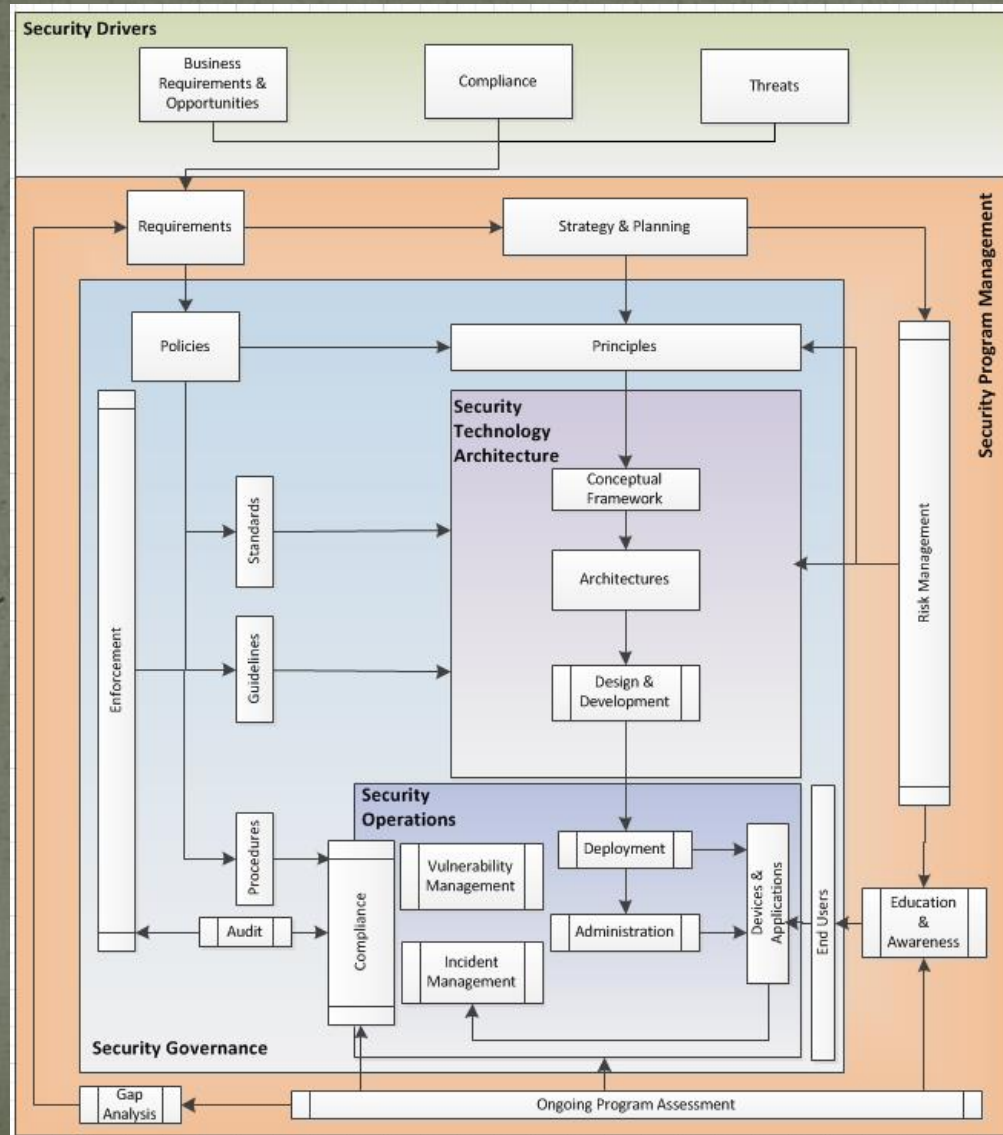 Security Drivers
Business
Requirements &
Opportunities
Compliance
Threats
Security Program Management
Requirements
Strategy & Planning
Policies
Principles
Security
Technology
Architecture
Conceptual
Framework
Standards
Architectures
Risk Management
Enforcement
Guidelines
Design &
Development
Security
Operations
Procedures
Deployment
Vulnerability
Management
Devices &
Applications
End Users
Education
&
Awareness
Audit
Compliance
Administration
Incident
Management
Security Governance
Gap
Analysis
Ongoing Program Assessment